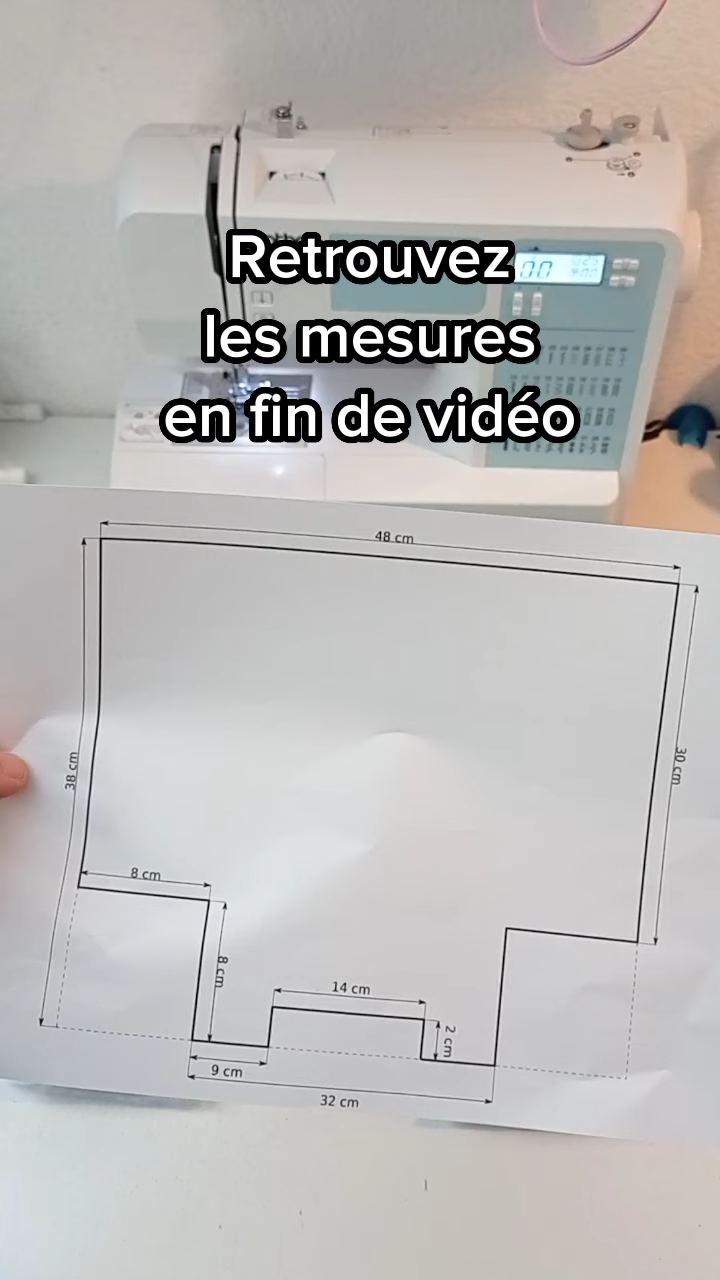 Retrouvez
les mesures
en fin de vidéo
48 cm
38 cm
30 cm
8 cm
8 cm
14 cm
2 cm
9 cm
32 cm